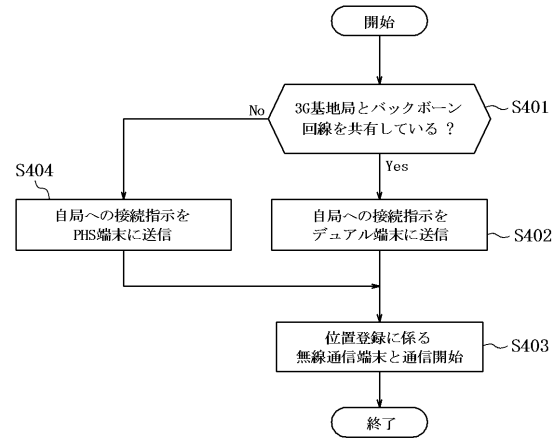 開始
3G基地局とバックボーン
回線を共有している ?
S401
No
Yes
S404
自局への接続指示を
PHS端末に送信
自局への接続指示を
デュアル端末に送信
S402
位置登録に係る
無線通信端末と通信開始
S403
終了